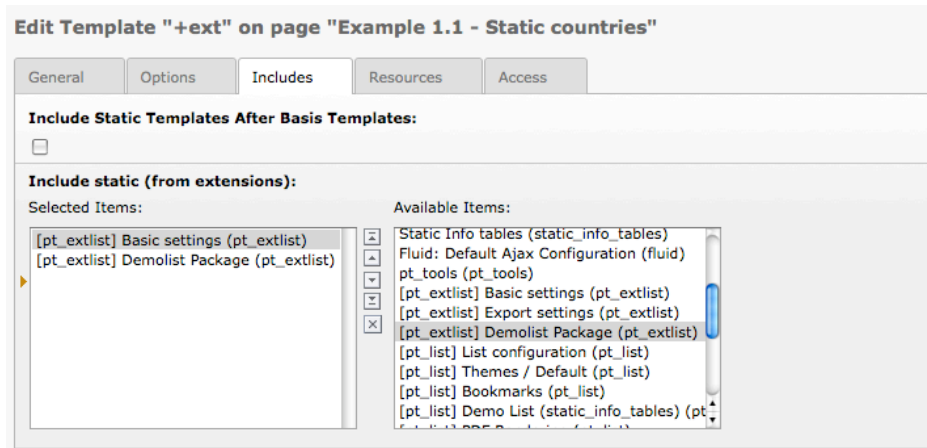 Edit Template "+ext" on page "Example 1.1 - Static countries"
General Options Includes Resources Access
Include Static Templates After Basis Templates:
Include static (from extensions):
Selected Items: Available Items:
[pt_extlist] Basic settings (pt_extlist)
[pt_extlist] Demolist Package (pt_extlist)
Static Info tables (static_info_tables)
Fluid: Default Ajax Configuration (fluid)
pt_tools (pt_tools)
[pt_extlist] Basic settings (pt_extlist)
[pt_extlist] Export settings (pt_extlist)
[pt_extlist] Demolist Package (pt_extlist)
[pt_list] List configuration (pt_list)
[pt_list] Themes / Default (pt_list)
[pt_list] Bookmarks (pt_list)
[pt_list] Demo List (static_info_tables) (pt